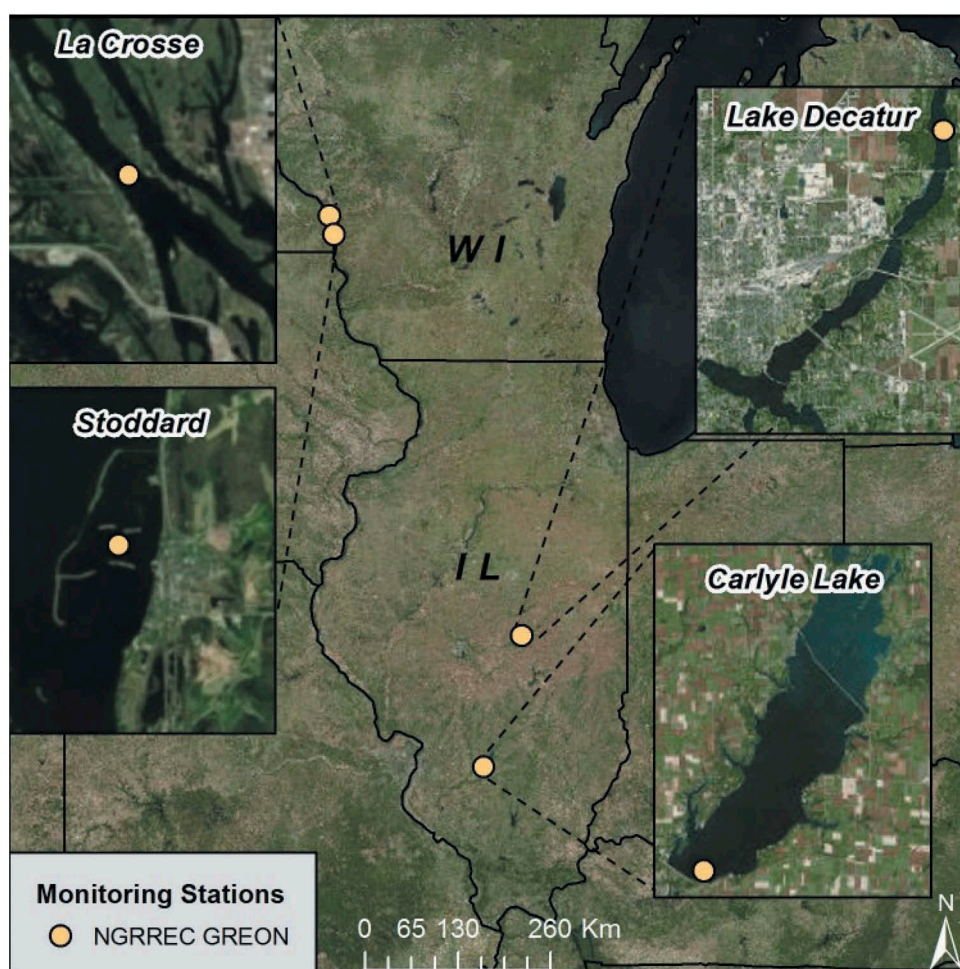 La Crosse
Lake Decatur
W I
Stoddard
I L
Carlyle Lake
Monitoring Stations
NGRREC GREON
0 65 130 260 Km
N